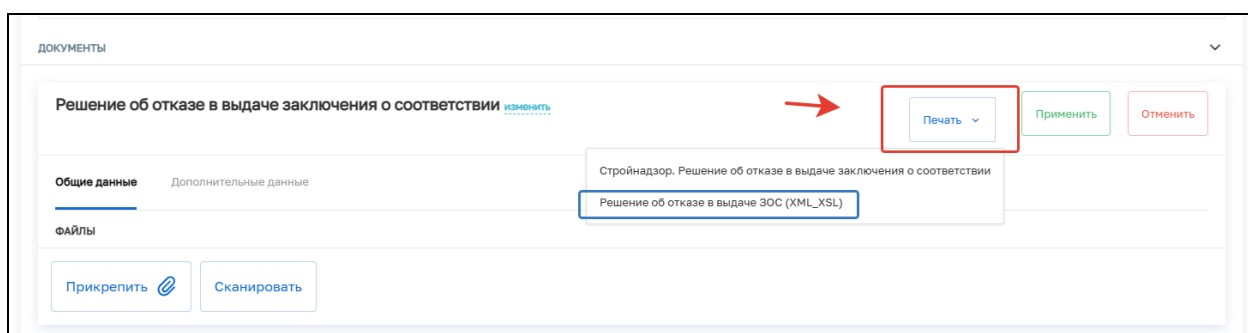 ДОКУМЕНТЫ
Решение об отказе в выдаче заключения о соответствии изменить
Печать
Применить
Отменить
Стройнадзор. Решение об отказе в выдаче заключения о соответствии
Решение об отказе в выдаче ЗОС (XML_XSL)
Общие данные
Дополнительные данные
ФАЙЛЫ
Прикрепить
Сканировать